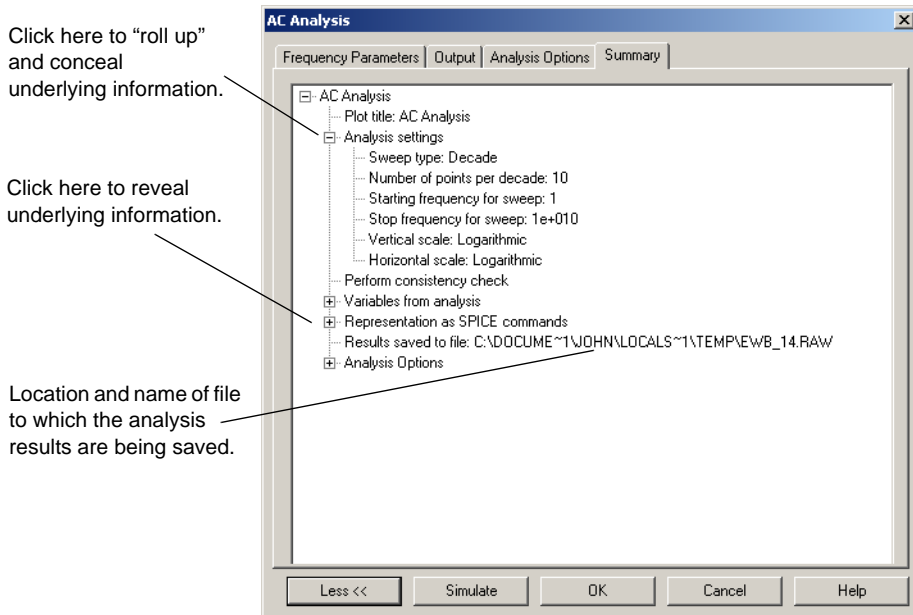 AC Analysis
Click here to “roll up”
and conceal
underlying information.
Frequency Parameters Output Analysis Options Summary
AC Analysis
Plot title: AC Analysis
Analysis settings
Sweep type: Decade
Number of points per decade: 10
Starting frequency for sweep: 1
Stop frequency for sweep: 1e+010
Vertical scale: Logarithmic
Horizontal scale: Logarithmic
Click here to reveal
underlying information.
Perform consistency check
Variables from analysis
Representation as SPICE commands
Results saved to file: C:\DOCUME~1\JOHN\LOCALS~1\TEMP\EWB_14.RAW
Analysis Options
Location and name of file
to which the analysis
results are being saved.
Less << Simulate OK Cancel Help